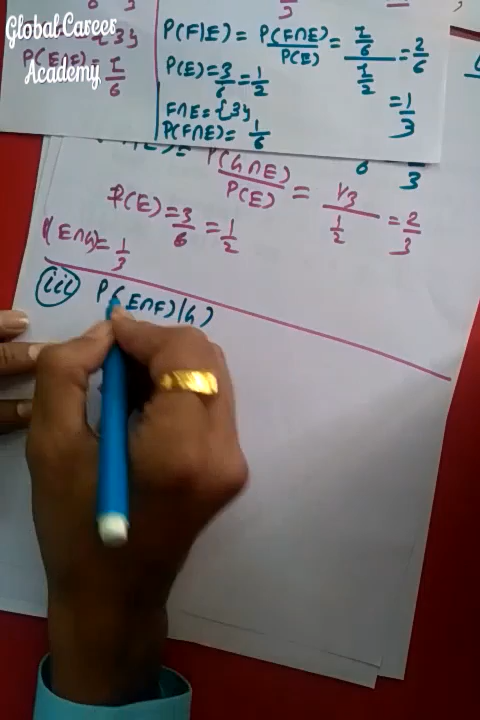 Global Career
Academy
P(E∩F)= 1/6
P(F|E) = P(F∩E)/P(E) = 1/6 / 1/2 = 2/6
= 1/3
P(E)= 3/6 = 1/2
F∩E= {3}
P(F∩E)= 1/6
P(G∩E)/P(E) = 1/3 / 1/2 = 2/3
P(E) = 3/6 = 1/2
P(E∩G)= 1/3
(iii) P(E∩F)|G)